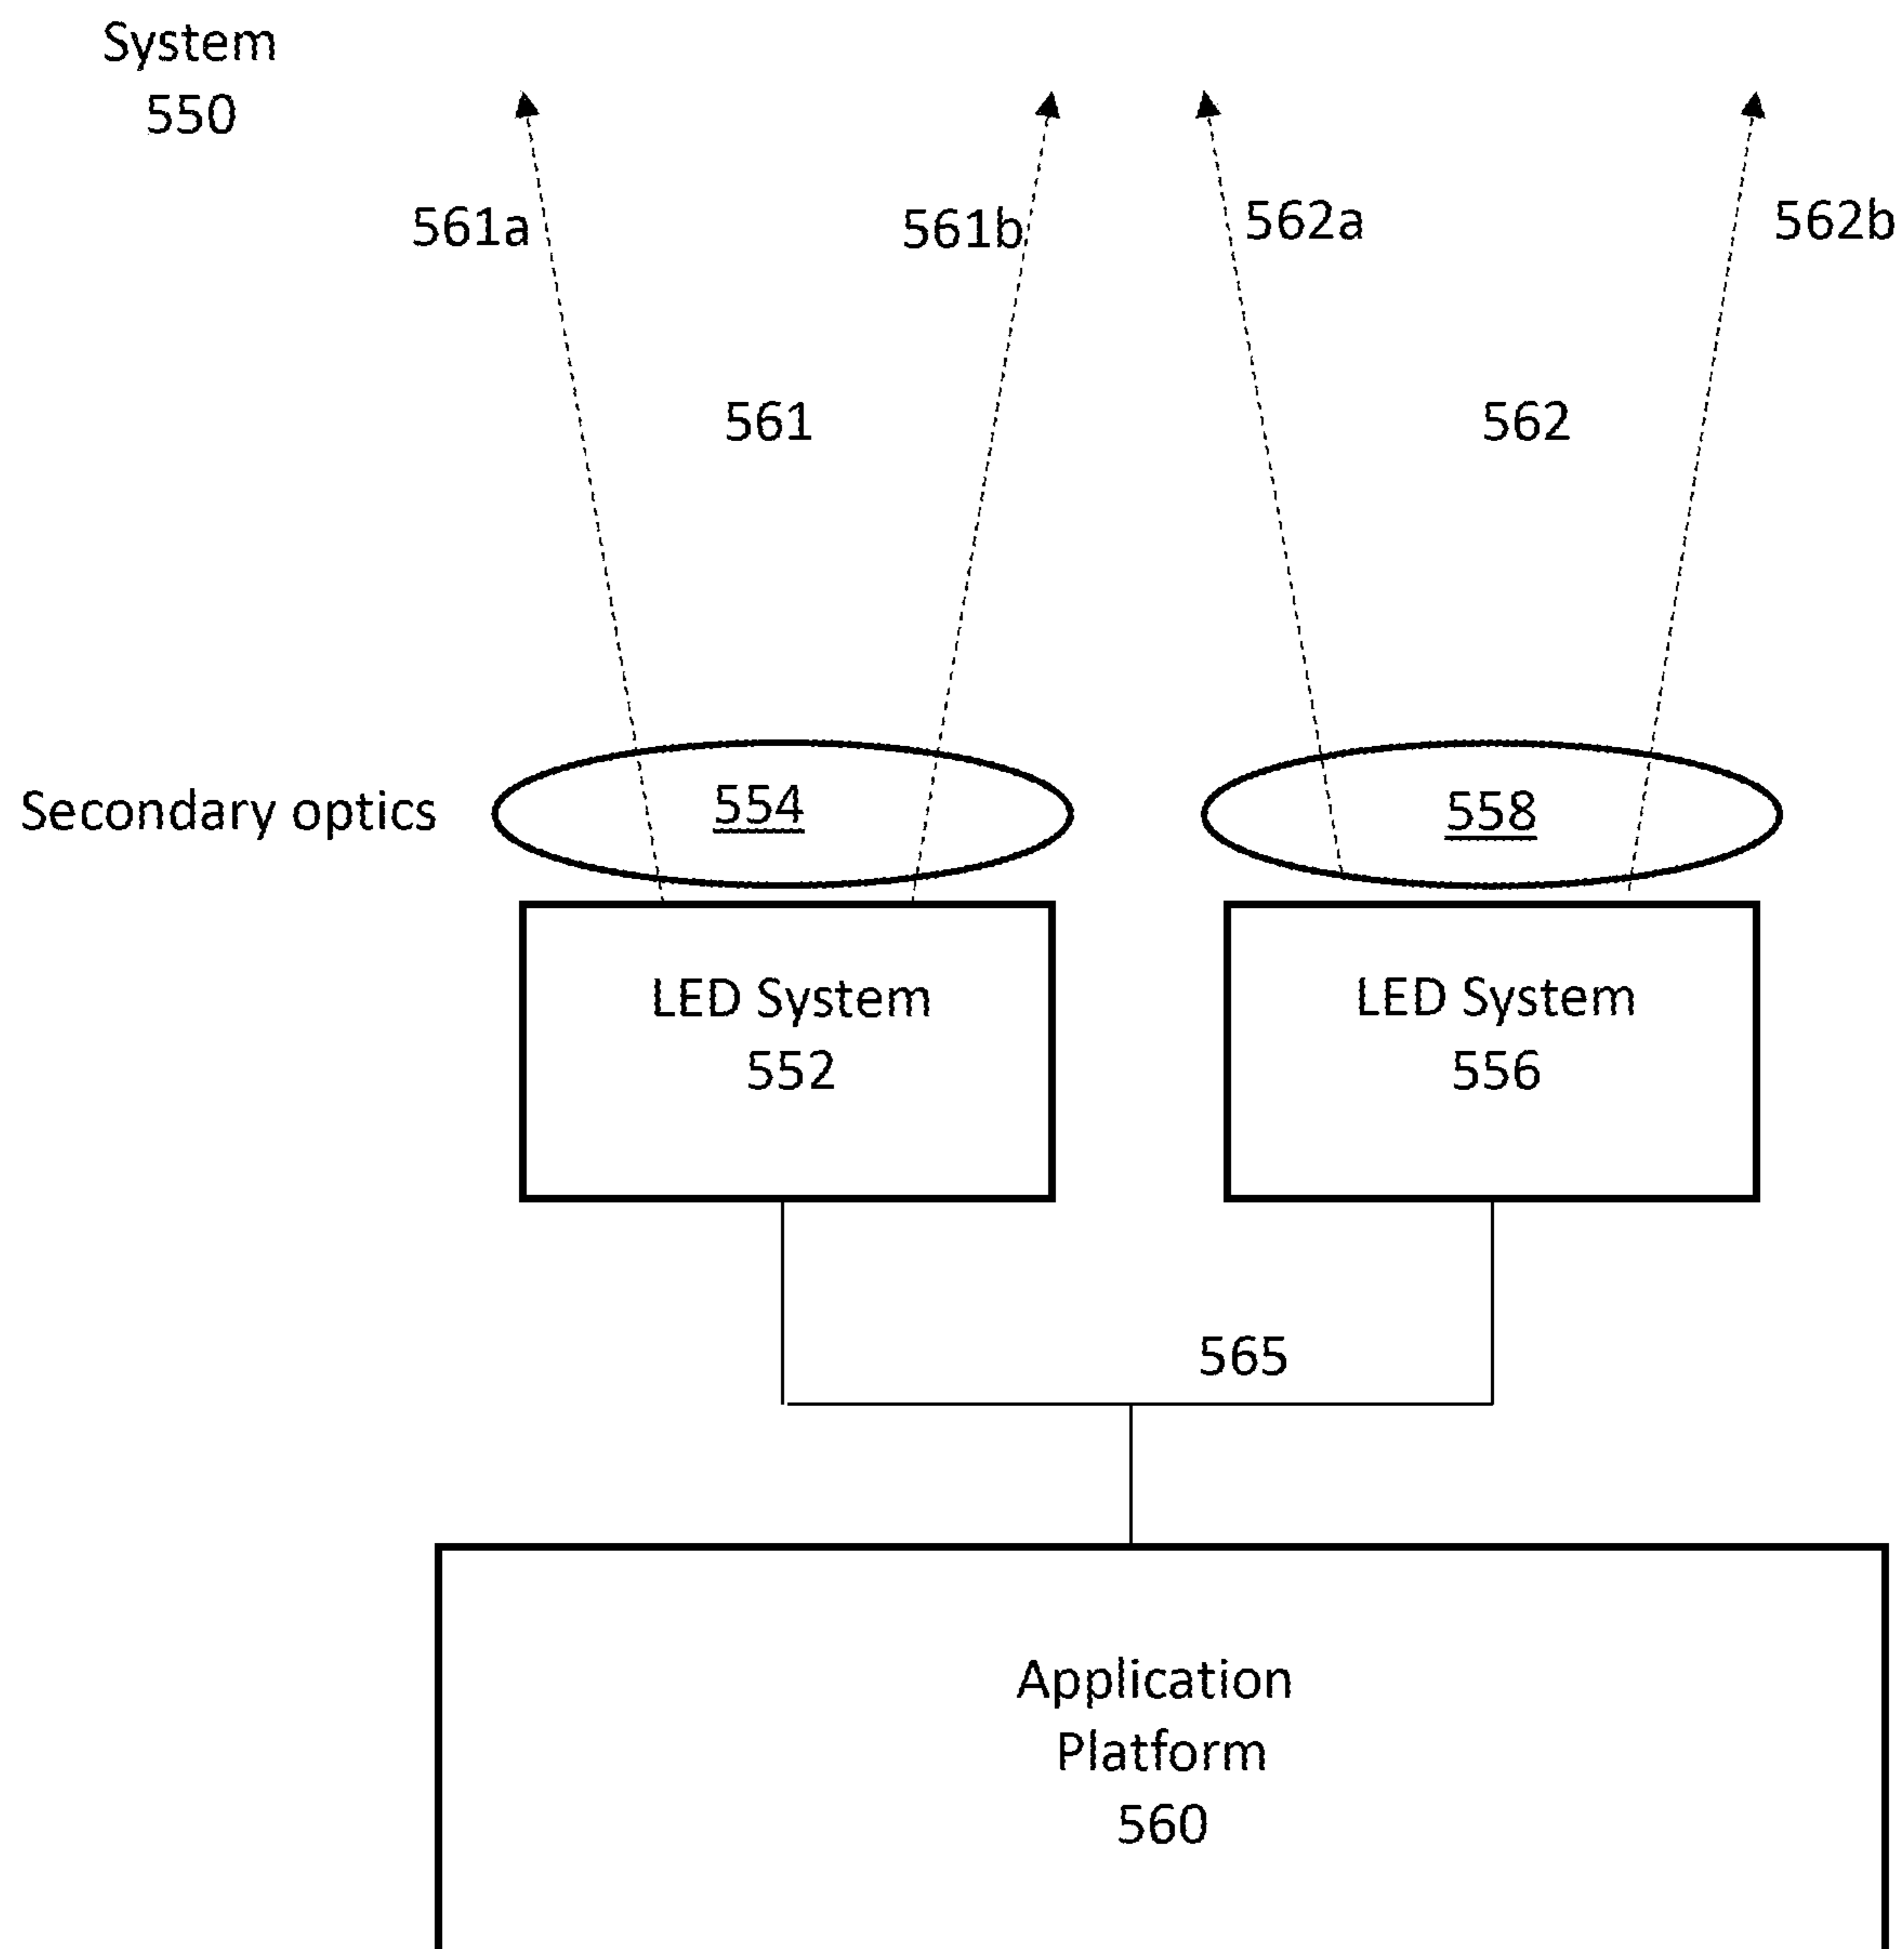 System
550
561a
561b
562a
562b
561
562
Secondary optics
554
558
LED System
552
LED System
556
565
Application
Platform
560